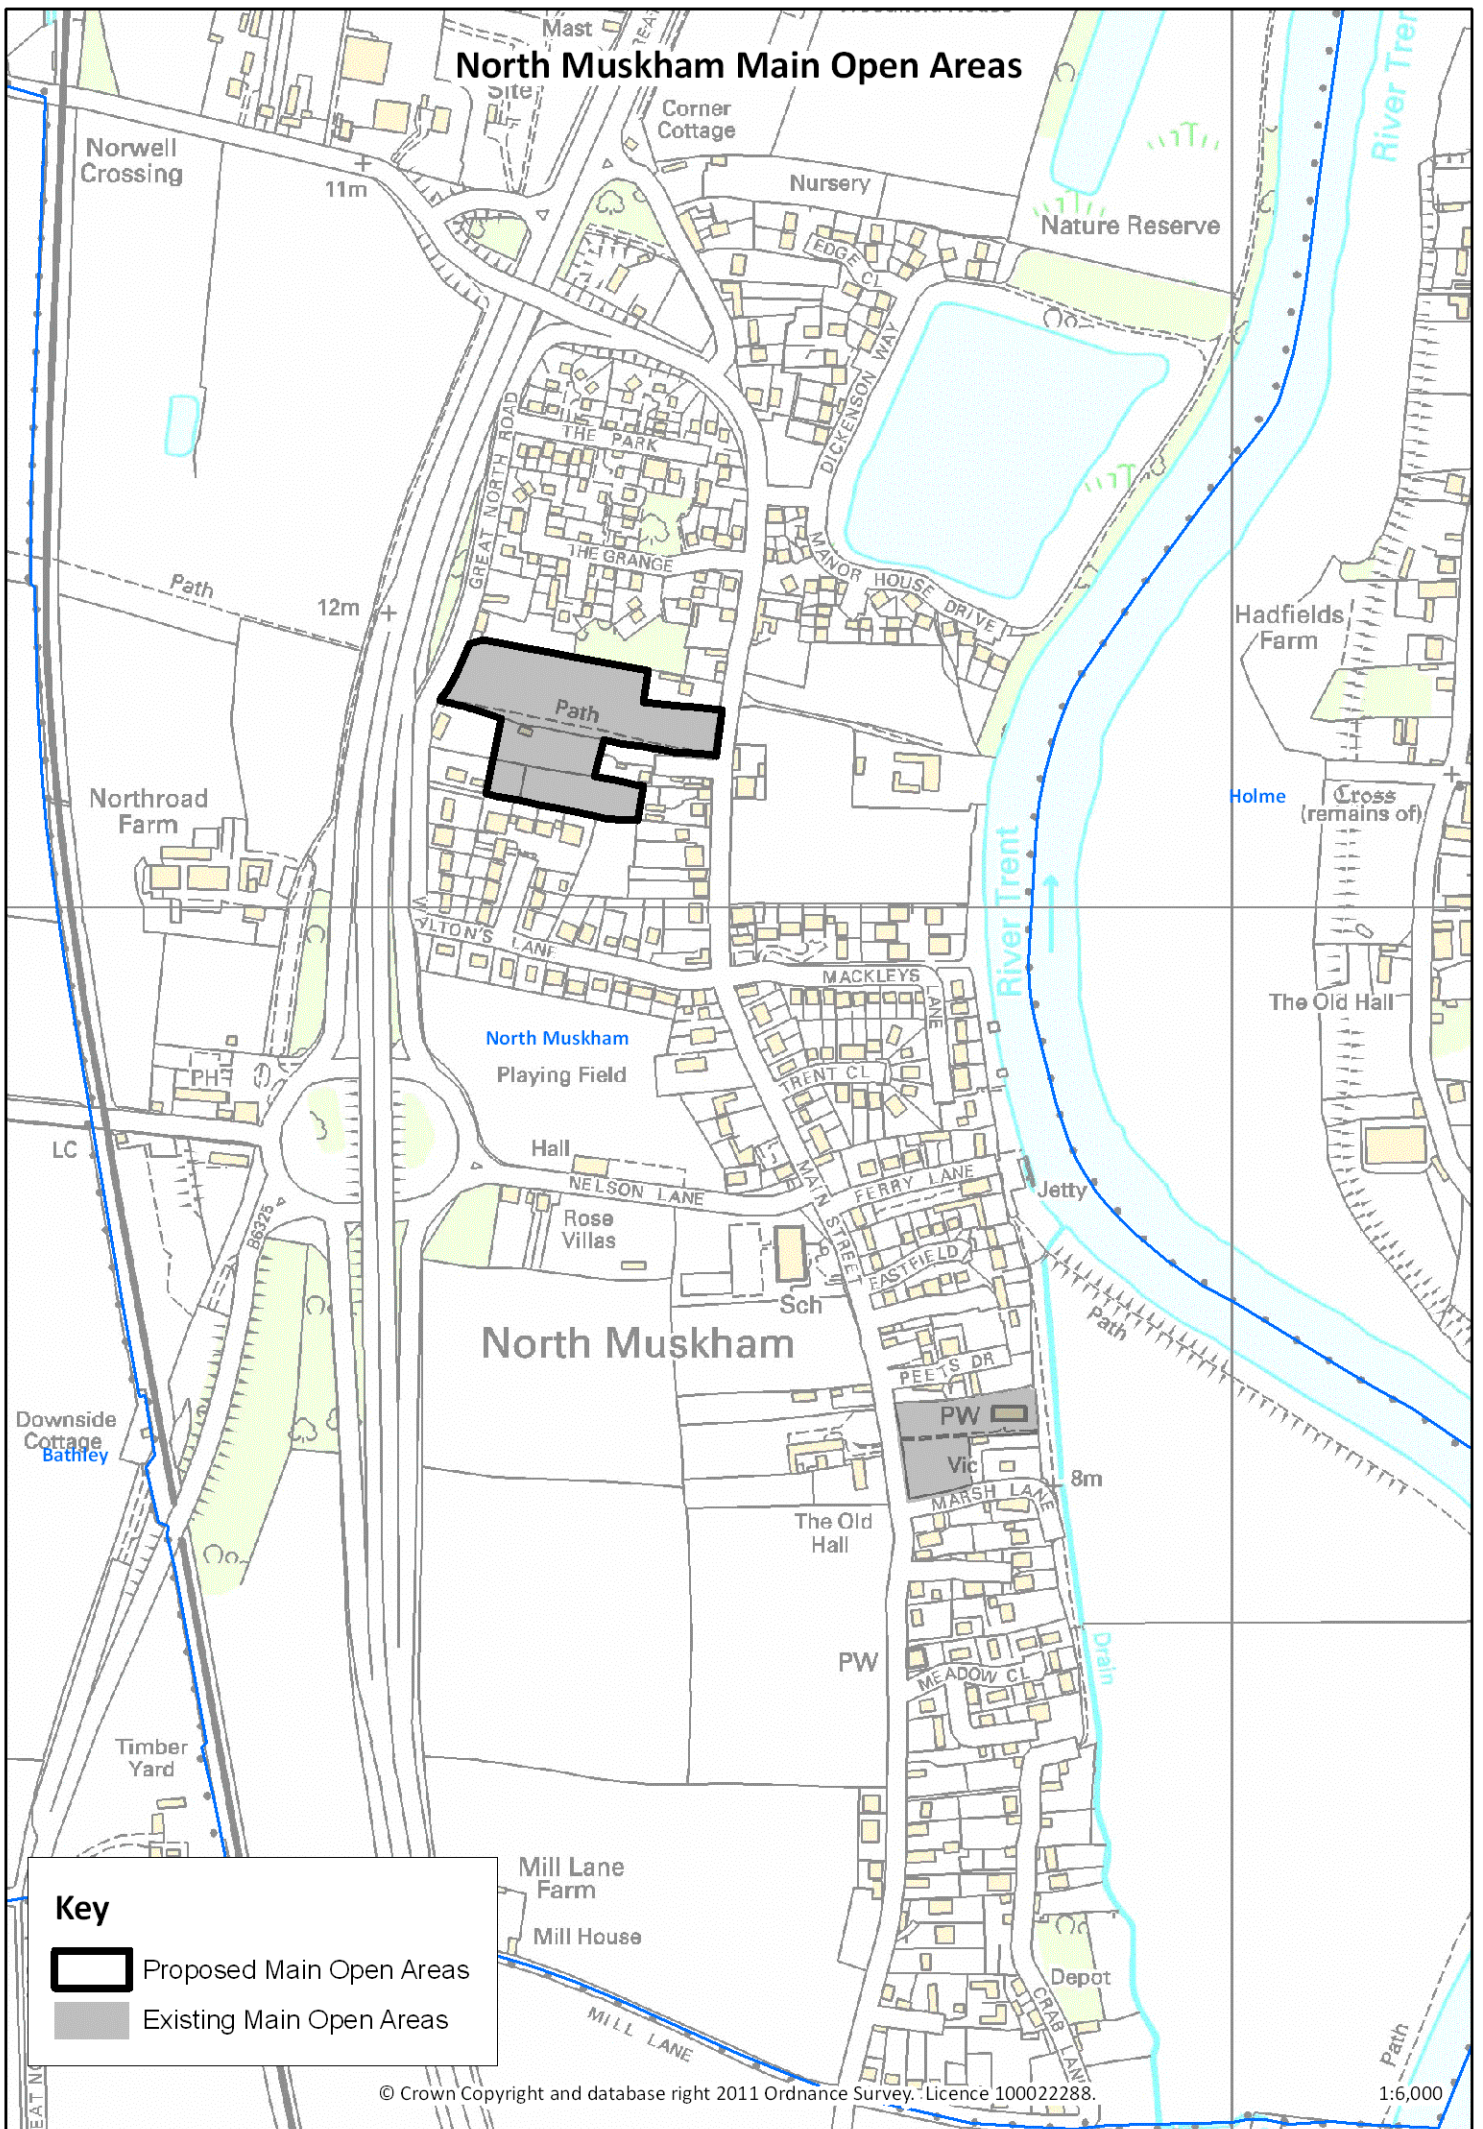 North Muskham Main Open Areas
Mast
Site
Corner
Cottage
River Tren
Norwell
Crossing
11m
Nursery
Nature Reserve
EDGE CL
DICKENSON WAY
GREAT NORTH ROAD
THE PARK
THE GRANGE
MANOR HOUSE DRIVE
Path
12m
Hadfields
Farm
Path
Northroad
Farm
Holme
Cross
(remains of)
River Trent
LTON'S LANE
MACKLEYS
LANE
The Old Hall
North Muskham
Playing Field
PH
TRENT CL
LC
Hall
NELSON LANE
MAIN STREET
FERRY LANE
Jetty
Rose
Villas
B6325
EASTFIELD
Sch
Path
North Muskham
PEETS DR
PW
Downside
Cottage
Bathley
Vic
8m
MARSH LANE
The Old
Hall
PW
MEADOW CL
Drain
Timber
Yard
Mill Lane
Farm
Mill House
Depot
CRAB LANE
MILL LANE
Path
Key
Proposed Main Open Areas
Existing Main Open Areas
EAT NO
© Crown Copyright and database right 2011 Ordnance Survey. Licence 100022288.
1:6,000